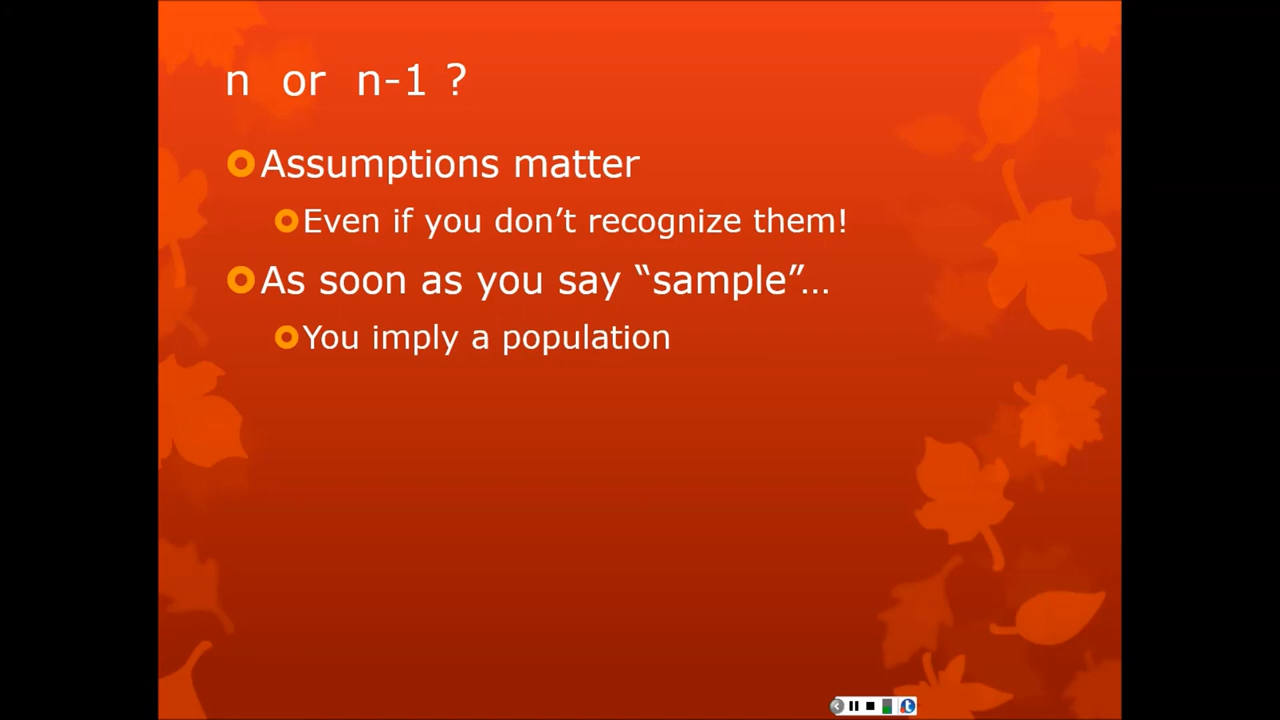 n or n-1 ?
Assumptions matter
Even if you don’t recognize them!
As soon as you say “sample”…
You imply a population